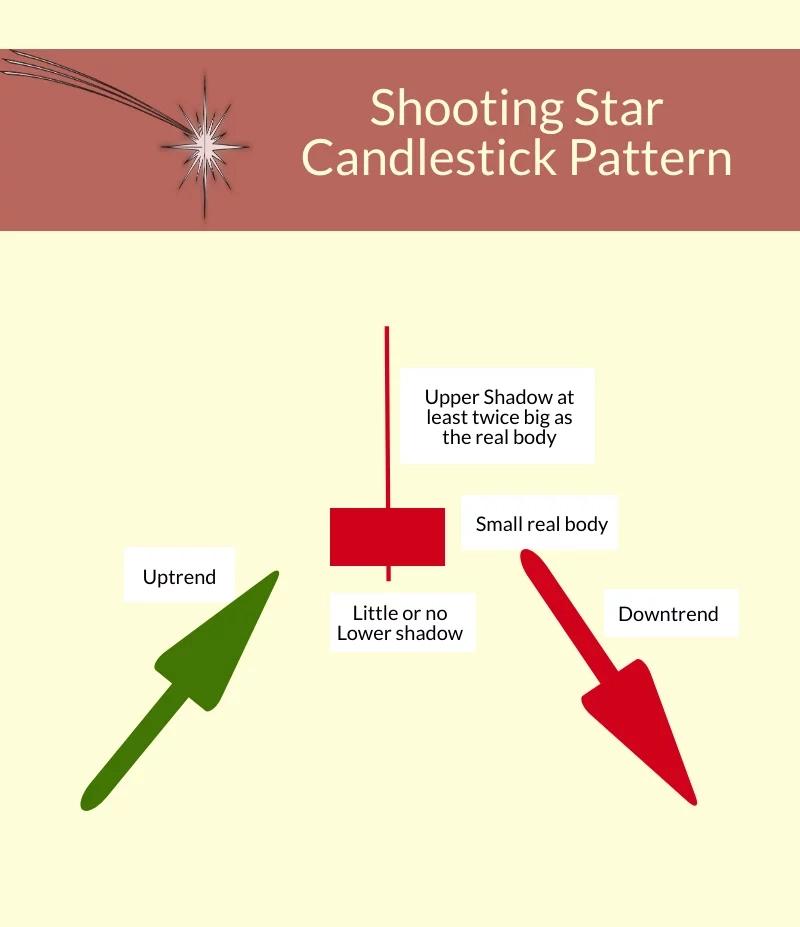 Shooting Star
Candlestick Pattern
Upper Shadow at
least twice big as
the real body
Small real body
Uptrend
Little or no
Lower shadow
Downtrend